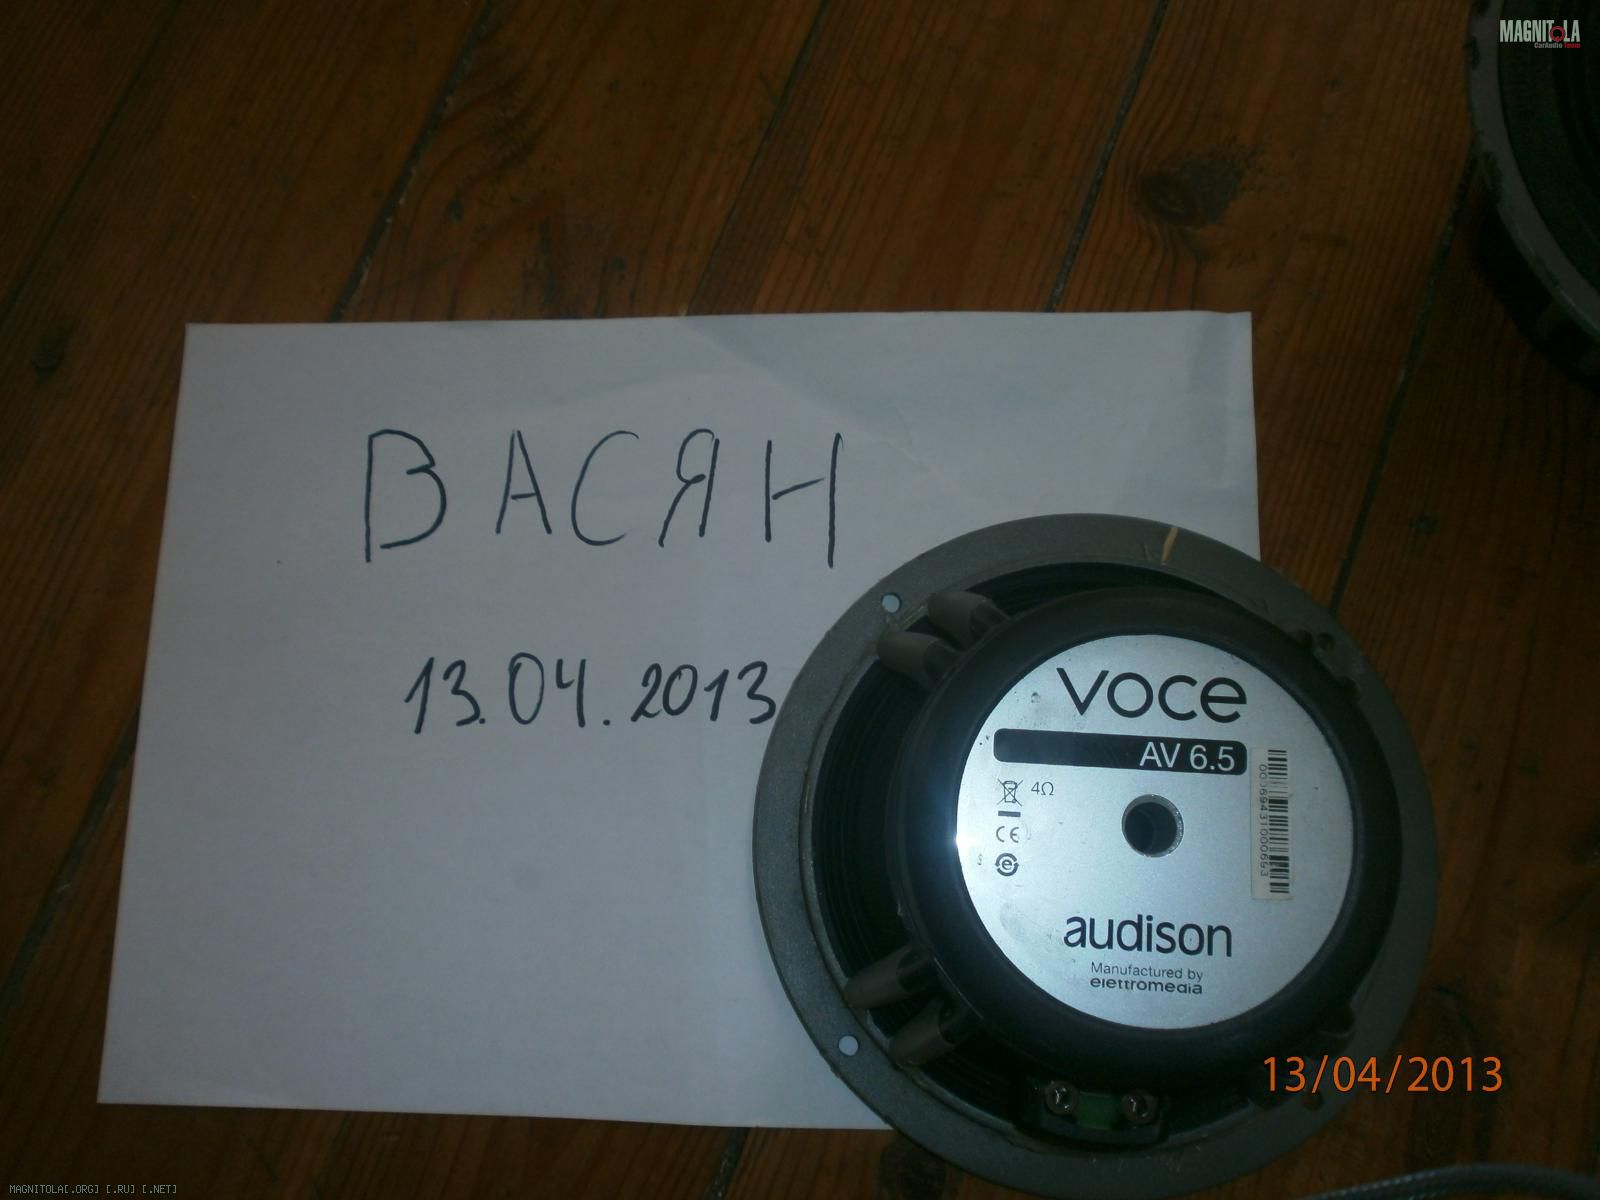 MAGNITOLA
CarAudio Team
ВАСЯН
13.04.2013
voce
AV 6.5
4Ω
CE
audison
Manufactured by
elettromedia
13/04/2013
MAGNITOLA[.ORG] [.RU] [.NET]